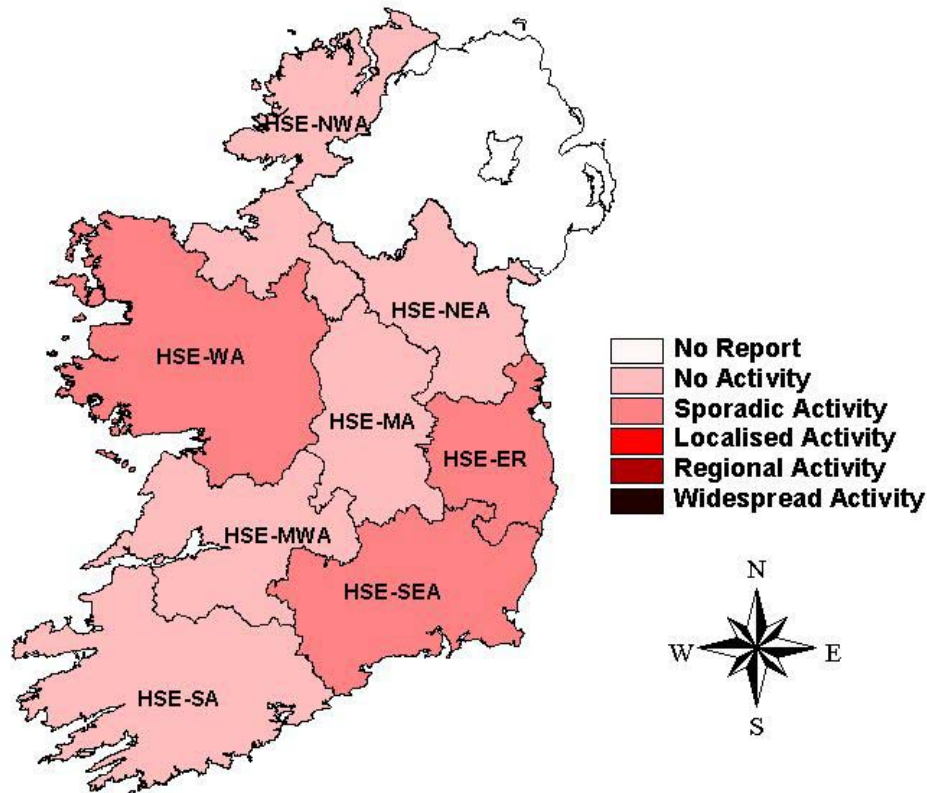 HSE-NWA
HSE-NEA
HSE-WA
HSE-MA
HSE-ER
HSE-MWA
HSE-SEA
HSE-SA
No Report
No Activity
Sporadic Activity
Localised Activity
Regional Activity
Widespread Activity
N
W E
S